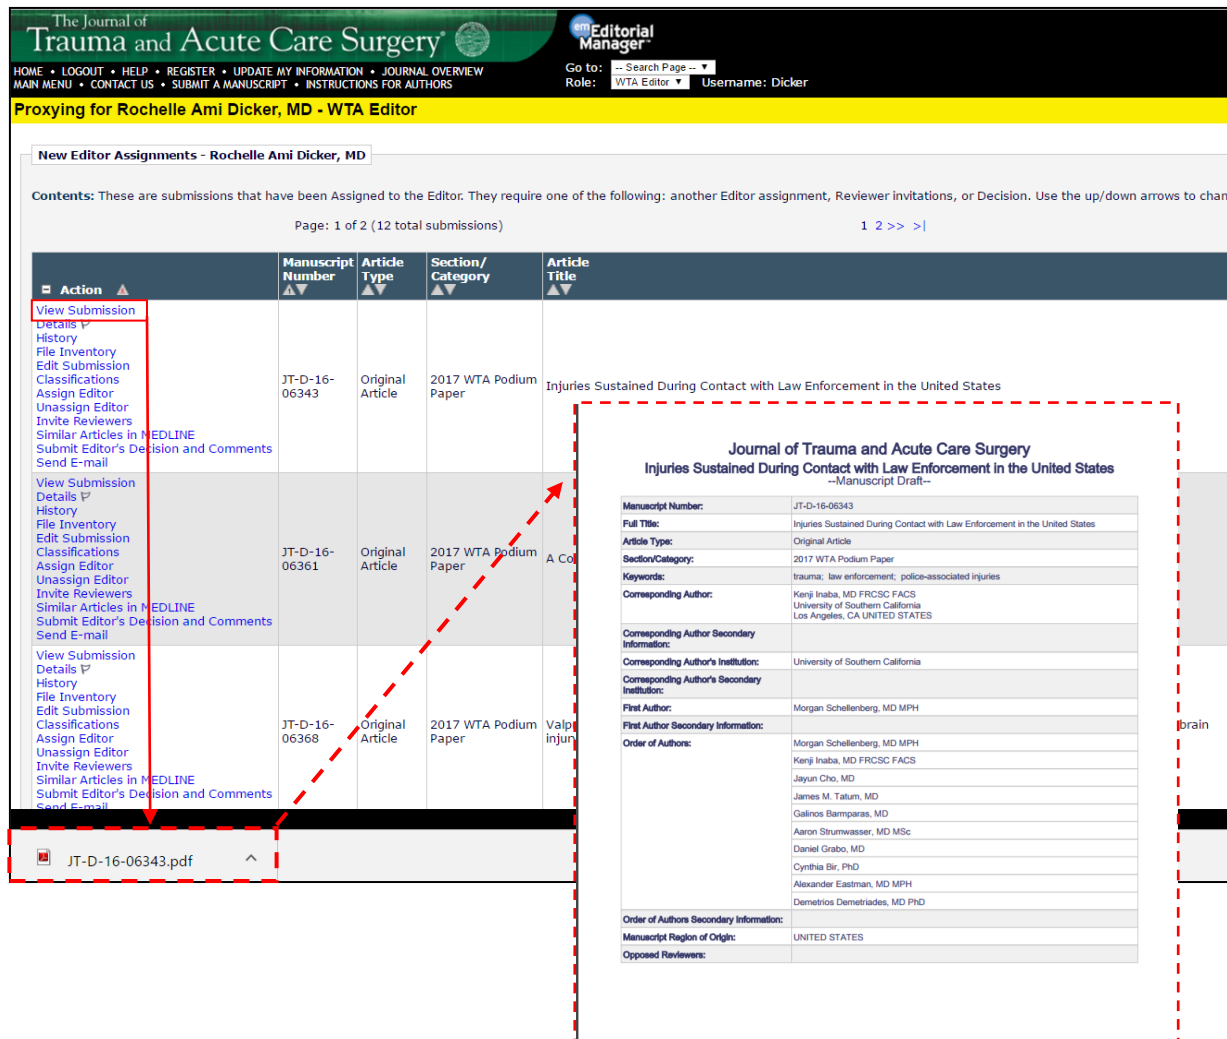 The Journal of
Trauma and Acute Care Surgery
em Editorial
Manager
HOME • LOGOUT • HELP • REGISTER • UPDATE MY INFORMATION • JOURNAL OVERVIEW
MAIN MENU • CONTACT US • SUBMIT A MANUSCRIPT • INSTRUCTIONS FOR AUTHORS
Go to: -- Search Page --
Role: WTA Editor Username: Dicker
Proxying for Rochelle Ami Dicker, MD - WTA Editor
New Editor Assignments - Rochelle Ami Dicker, MD
Contents: These are submissions that have been Assigned to the Editor. They require one of the following: another Editor assignment, Reviewer invitations, or Decision. Use the up/down arrows to chan
Page: 1 of 2 (12 total submissions) 1 2 >> >|
Action
Manuscript Number
Article Type
Section/ Category
Article Title
View Submission
Details
History
File Inventory
Edit Submission
Classifications
Assign Editor
Unassign Editor
Invite Reviewers
Similar Articles in MEDLINE
Submit Editor's Decision and Comments
Send E-mail
JT-D-16-
06343
Original
Article
2017 WTA Podium
Paper
Injuries Sustained During Contact with Law Enforcement in the United States
View Submission
Details
History
File Inventory
Edit Submission
Classifications
Assign Editor
Unassign Editor
Invite Reviewers
Similar Articles in MEDLINE
Submit Editor's Decision and Comments
Send E-mail
JT-D-16-
06361
Original
Article
2017 WTA Podium
Paper
A Co
View Submission
Details
History
File Inventory
Edit Submission
Classifications
Assign Editor
Unassign Editor
Invite Reviewers
Similar Articles in MEDLINE
Submit Editor's Decision and Comments
Send E-mail
JT-D-16-
06368
Original
Article
2017 WTA Podium
Paper
Valp
injun
brain
JT-D-16-06343.pdf
Journal of Trauma and Acute Care Surgery
Injuries Sustained During Contact with Law Enforcement in the United States
--Manuscript Draft--
Manuscript Number: JT-D-16-06343
Full Title: Injuries Sustained During Contact with Law Enforcement in the United States
Article Type: Original Article
Section/Category: 2017 WTA Podium Paper
Keywords: trauma; law enforcement; police-associated injuries
Corresponding Author: Kenji Inaba, MD FRCSC FACS
University of Southern California
Los Angeles, CA UNITED STATES
Corresponding Author Secondary
Information:
Corresponding Author's Institution: University of Southern California
Corresponding Author's Secondary
Institution:
First Author: Morgan Schellenberg, MD MPH
First Author Secondary Information:
Order of Authors: Morgan Schellenberg, MD MPH
Kenji Inaba, MD FRCSC FACS
Jayun Cho, MD
James M. Tatum, MD
Galinos Barmparas, MD
Aaron Strumwasser, MD MSc
Daniel Grabo, MD
Cynthia Bir, PhD
Alexander Eastman, MD MPH
Demetrios Demetriades, MD PhD
Order of Authors Secondary Information:
Manuscript Region of Origin: UNITED STATES
Opposed Reviewers: